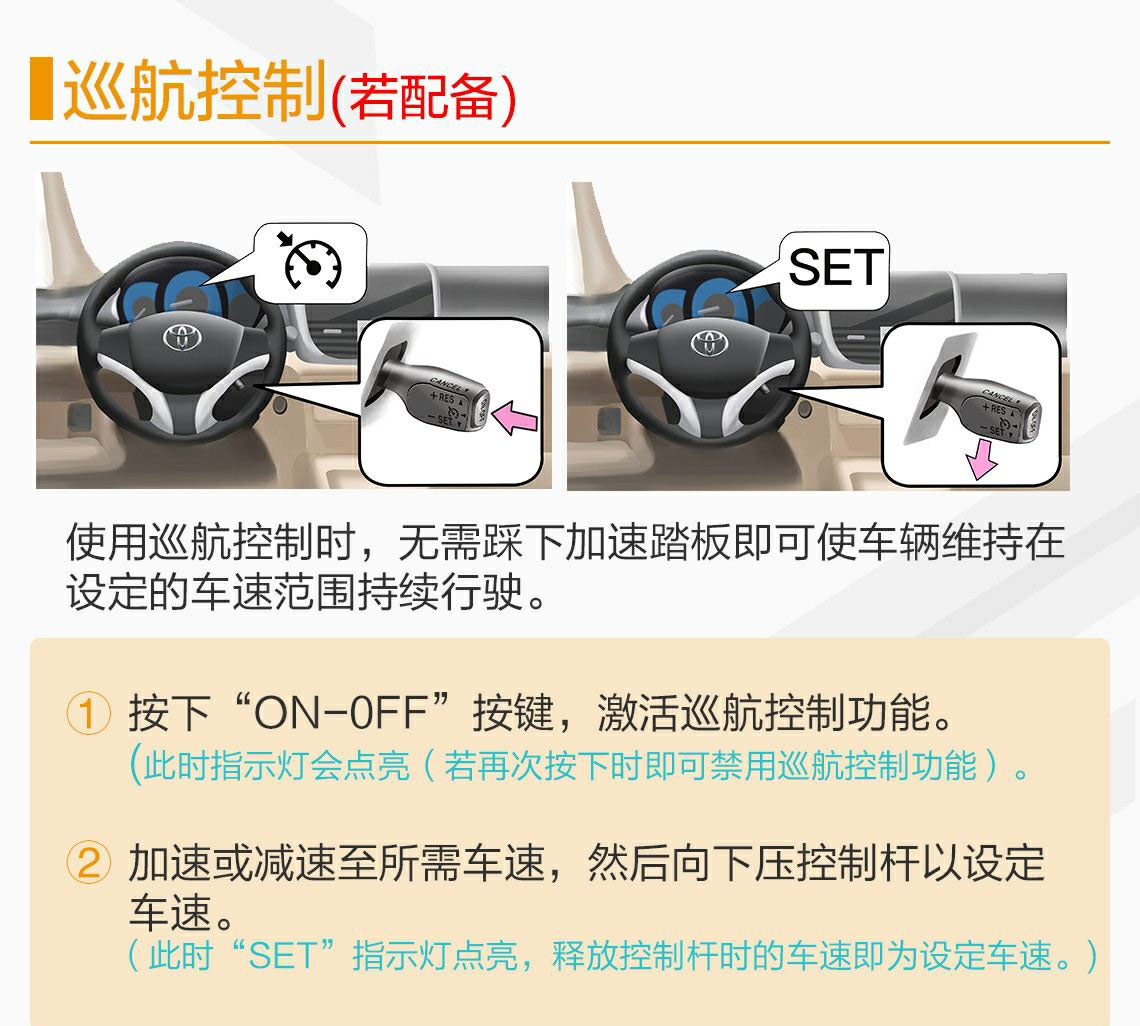 巡航控制(若配备)
SET
CANCEL
+ RES
- SET
CANCEL
+ RES
- SET
使用巡航控制时，无需踩下加速踏板即可使车辆维持在
设定的车速范围持续行驶。
① 按下“ON-OFF”按键，激活巡航控制功能。
(此时指示灯会点亮（若再次按下时即可禁用巡航控制功能）。
② 加速或减速至所需车速，然后向下压控制杆以设定
车速。
（此时“SET”指示灯点亮，释放控制杆时的车速即为设定车速。）